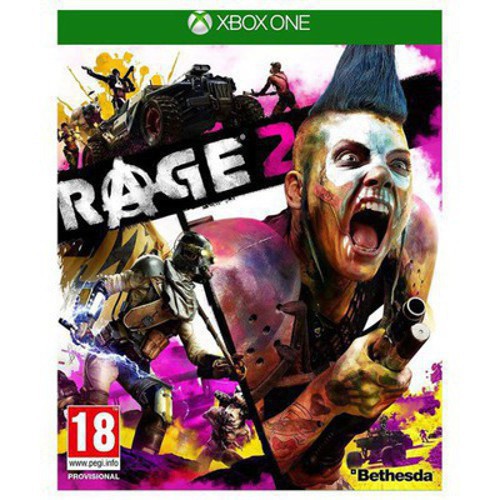 XBOX ONE
RAGE 2
18
www.pegi.info
PROVISIONAL
Bethesda